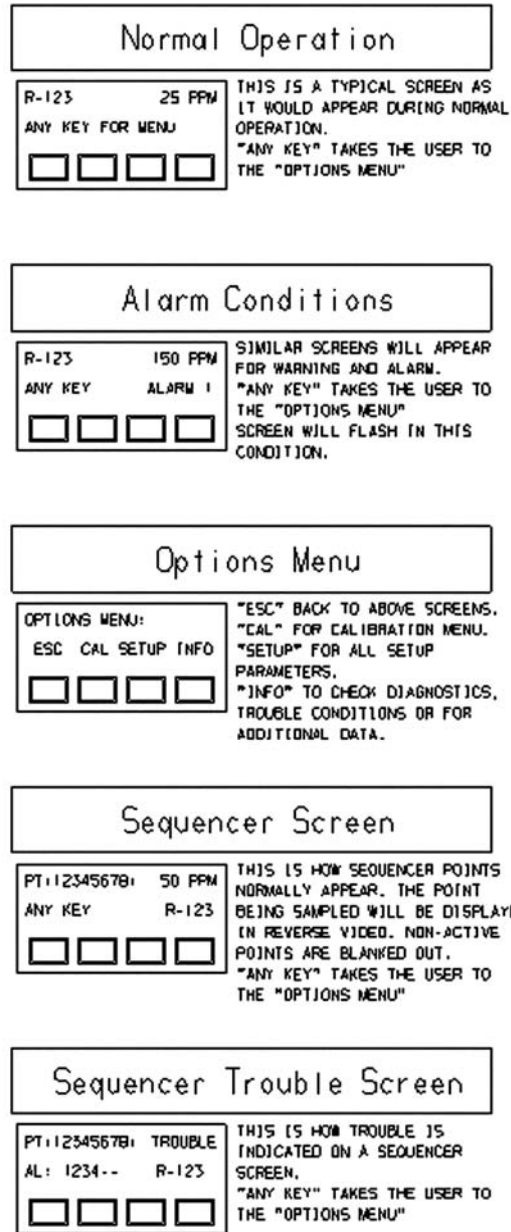 Normal Operation
R-123 25 PPM
ANY KEY FOR MENU
THIS IS A TYPICAL SCREEN AS
IT WOULD APPEAR DURING NORMAL
OPERATION.
"ANY KEY" TAKES THE USER TO
THE "OPTIONS MENU"
Alarm Conditions
R-123 150 PPM
ANY KEY ALARM 1
SIMILAR SCREENS WILL APPEAR
FOR WARNING AND ALARM.
"ANY KEY" TAKES THE USER TO
THE "OPTIONS MENU"
SCREEN WILL FLASH IN THIS
CONDITION.
Options Menu
OPTIONS MENU:
ESC CAL SETUP INFO
"ESC" BACK TO ABOVE SCREENS.
"CAL" FOR CALIBRATION MENU.
"SETUP" FOR ALL SETUP
PARAMETERS.
"INFO" TO CHECK DIAGNOSTICS,
TROUBLE CONDITIONS OR FOR
ADDITIONAL DATA.
Sequencer Screen
PT:12345678: 50 PPM
ANY KEY R-123
THIS IS HOW SEQUENCER POINTS
NORMALLY APPEAR. THE POINT
BEING SAMPLED WILL BE DISPLAY
IN REVERSE VIDEO. NON-ACTIVE
POINTS ARE BLANKED OUT.
"ANY KEY" TAKES THE USER TO
THE "OPTIONS MENU"
Sequencer Trouble Screen
PT:12345678: TROUBLE
AL: 1234-- R-123
THIS IS HOW TROUBLE IS
INDICATED ON A SEQUENCER
SCREEN.
"ANY KEY" TAKES THE USER TO
THE "OPTIONS MENU"